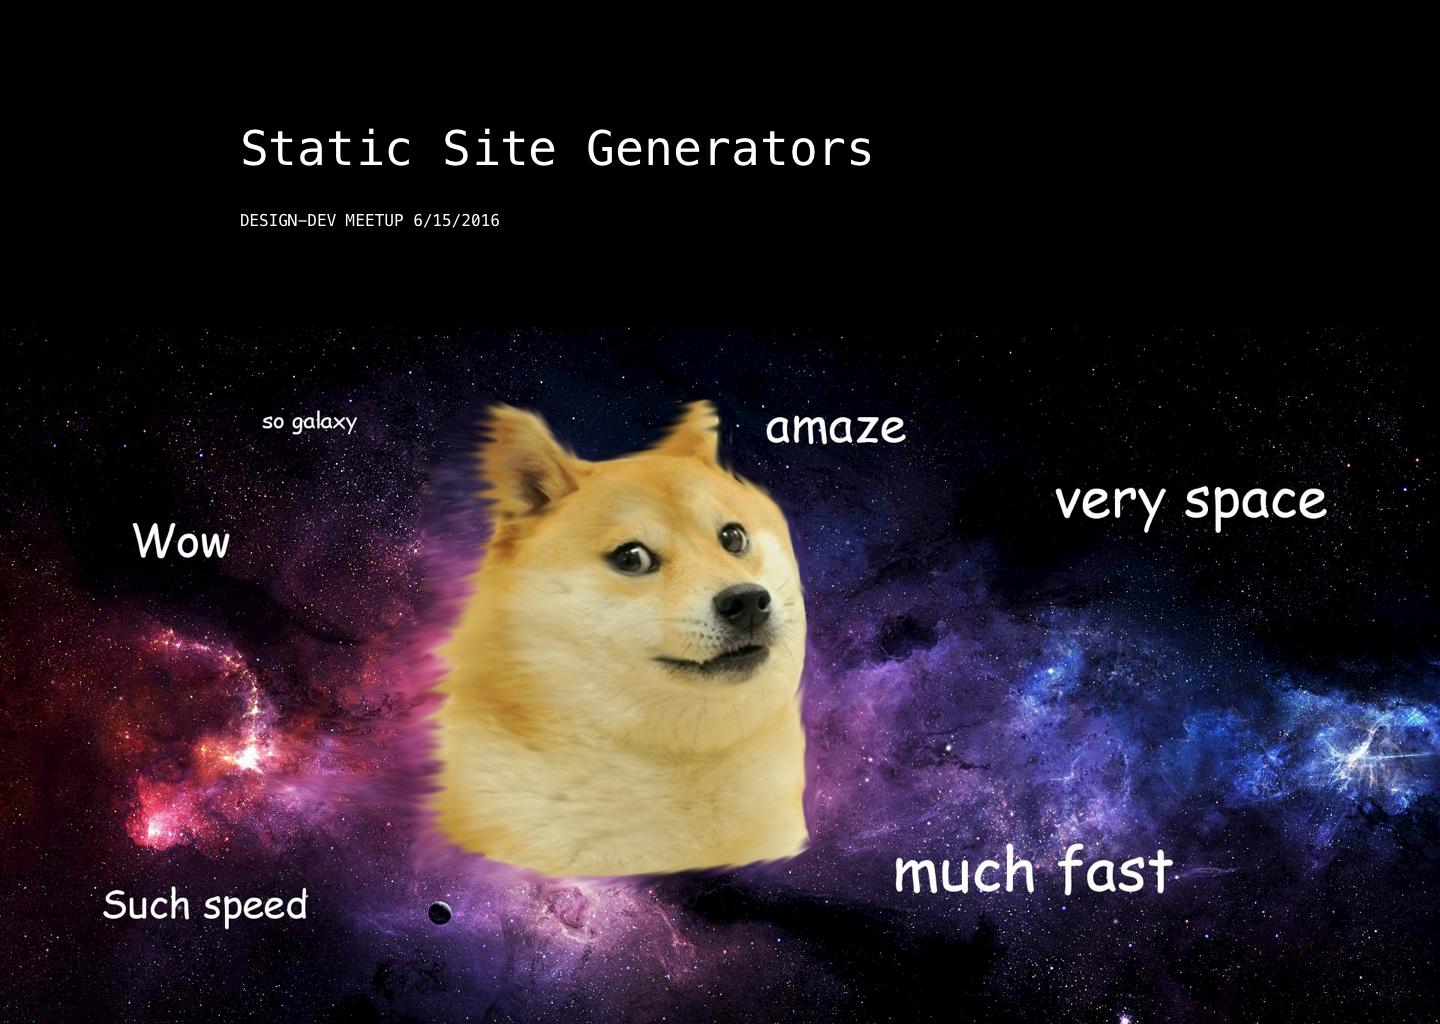 Static Site Generators
DESIGN–DEV MEETUP 6/15/2016
so galaxy
amaze
very space
Wow
much fast
Such speed